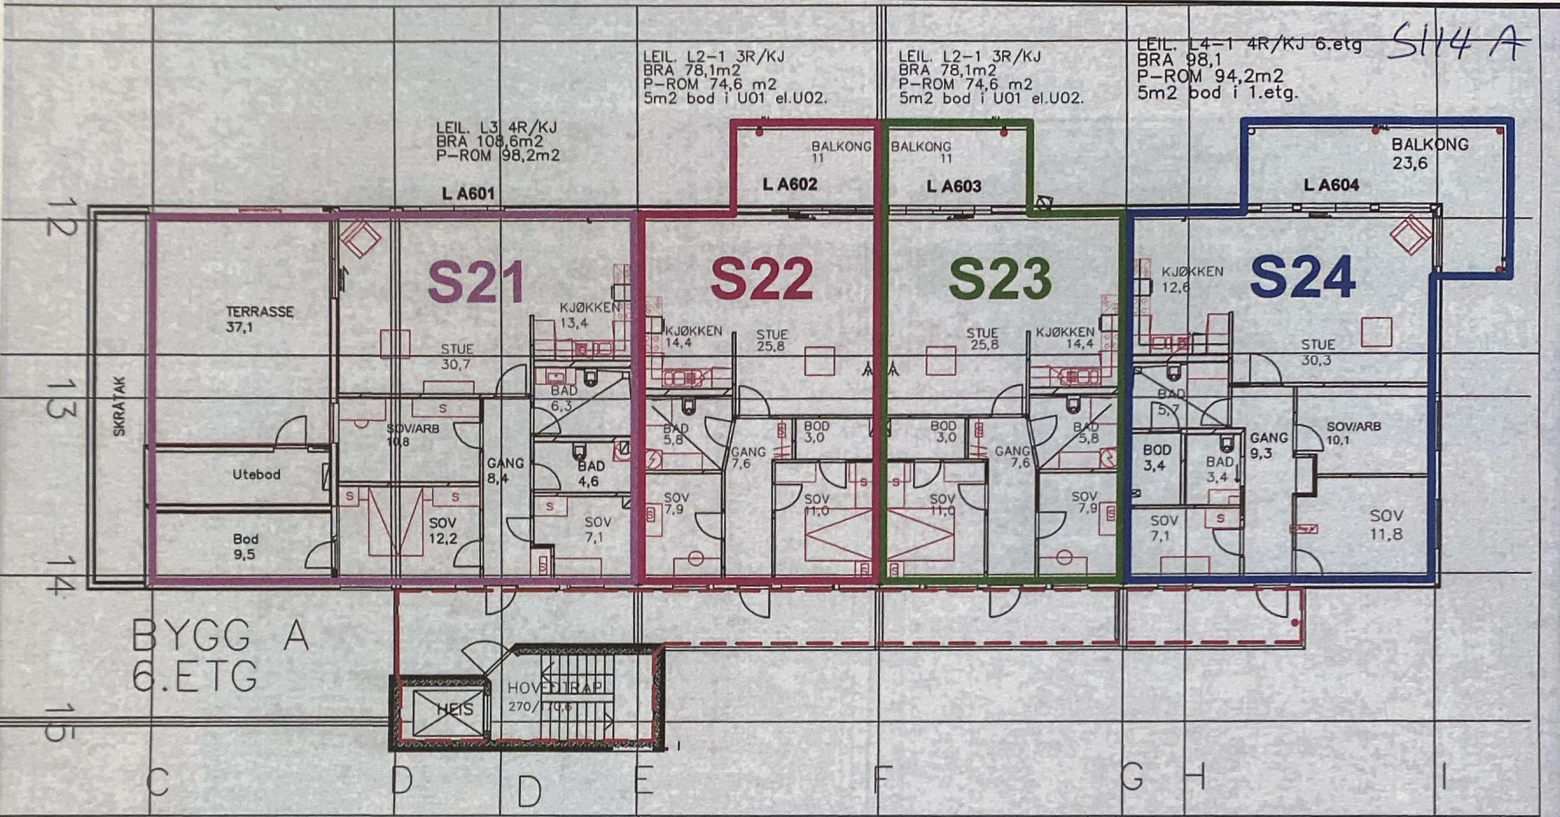 LEIL. L4-1 4R/KJ 6.etg
BRA 98,1
P-ROM 94,2m2
5m2 bod i 1.etg.
S114 A
LEIL. L2-1 3R/KJ
BRA 78,1m2
P-ROM 74,6 m2
5m2 bod i U01 el.U02.
LEIL. L2-1 3R/KJ
BRA 78,1m2
P-ROM 74,6 m2
5m2 bod i U01 el.U02.
LEIL. L3 4R/KJ
BRA 108,6m2
P-ROM 98,2m2
L A601
BALKONG
11
L A602
BALKONG
11
L A603
BALKONG
23,6
L A604
12
13
14
15
SKRÅTAK
S21
TERRASSE
37,1
KJØKKEN
13,4
STUE
30,7
BAD
6,3
S
SOV/ARB
10,8
GANG
8,4
BAD
4,6
Utebod
S
S
SOV
12,2
S
SOV
7,1
S
Bod
9,5
S22
KJØKKEN
14,4
STUE
25,8
BAD
5,8
GANG
7,6
BOD
3,0
SOV
7,9
S
SOV
11,0
S
S
S23
STUE
25,8
KJØKKEN
14,4
BOD
3,0
GANG
7,6
BAD
5,8
S
SOV
11,0
SOV
7,9
S
S
S24
KJØKKEN
12,6
STUE
30,3
BAD
5,7
BOD
3,4
BAD
3,4
GANG
9,3
SOV/ARB
10,1
SOV
7,1
S
SOV
11,8
BYGG A
6.ETG
HEIS
HOVEDTRAP
C
D
D
E
F
G
H
I